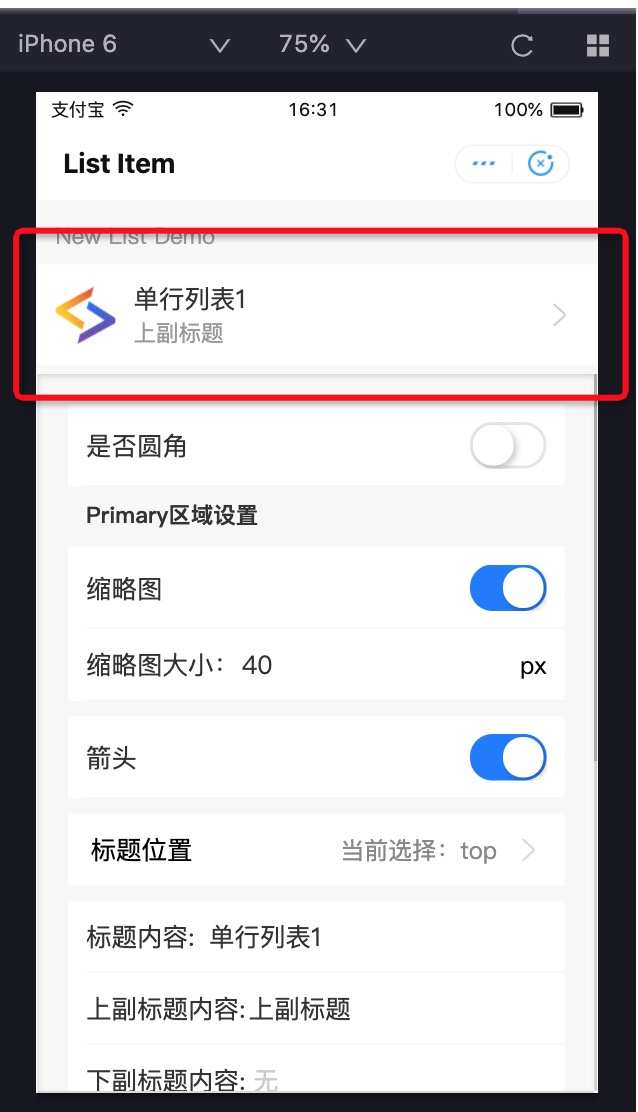 iPhone 6 75%
支付宝 16:31 100%
List Item
New List Demo
单行列表1
上副标题
是否圆角
Primary区域设置
缩略图
缩略图大小： 40 px
箭头
标题位置 当前选择：top
标题内容: 单行列表1
上副标题内容:上副标题
下副标题内容: 无